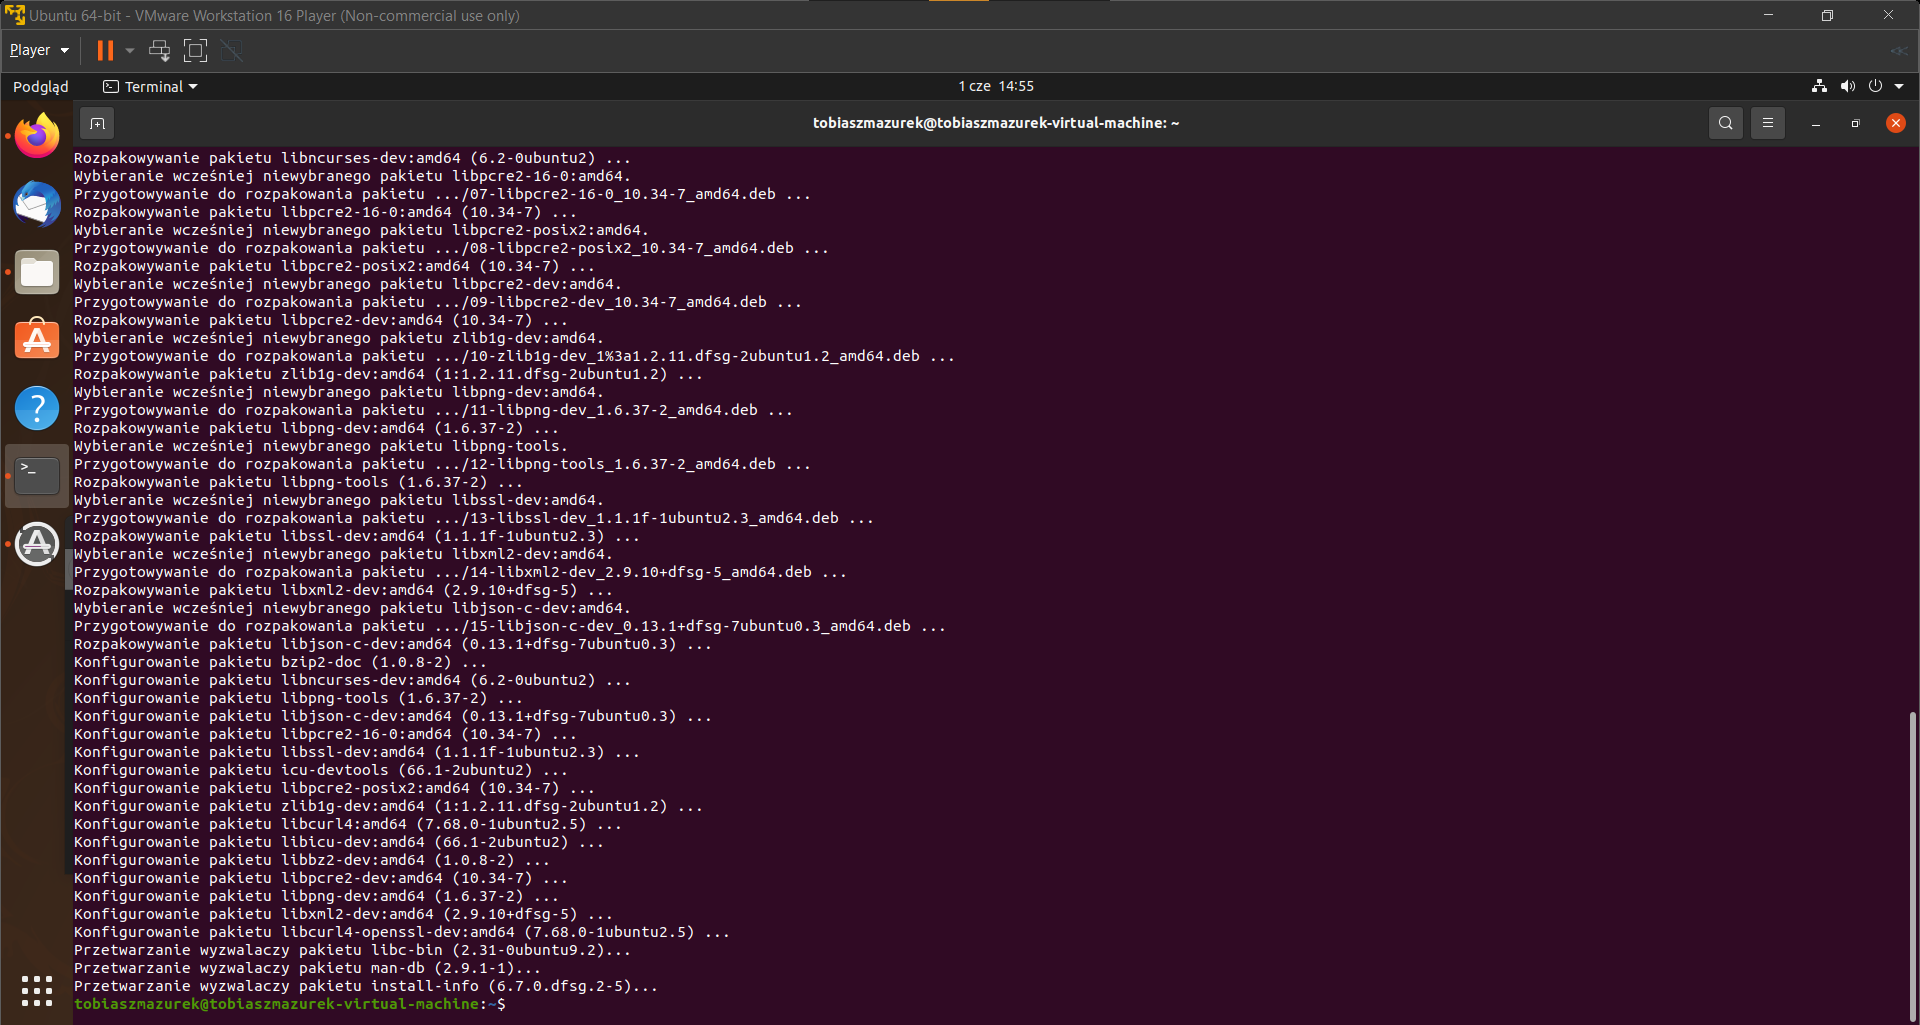 Ubuntu 64-bit - VMware Workstation 16 Player (Non-commercial use only)
Player
Podgląd
Terminal
1 cze 14:55
tobiaszmazurek@tobiaszmazurek-virtual-machine: ~
Rozpakowywanie pakietu libncurses-dev:amd64 (6.2-0ubuntu2) ...
Wybieranie wcześniej niewybranego pakietu libpcre2-16-0:amd64.
Przygotowywanie do rozpakowania pakietu .../07-libpcre2-16-0_10.34-7_amd64.deb ...
Rozpakowywanie pakietu libpcre2-16-0:amd64 (10.34-7) ...
Wybieranie wcześniej niewybranego pakietu libpcre2-posix2:amd64.
Przygotowywanie do rozpakowania pakietu .../08-libpcre2-posix2_10.34-7_amd64.deb ...
Rozpakowywanie pakietu libpcre2-posix2:amd64 (10.34-7) ...
Wybieranie wcześniej niewybranego pakietu libpcre2-dev:amd64.
Przygotowywanie do rozpakowania pakietu .../09-libpcre2-dev_10.34-7_amd64.deb ...
Rozpakowywanie pakietu libpcre2-dev:amd64 (10.34-7) ...
Wybieranie wcześniej niewybranego pakietu zlib1g-dev:amd64.
Przygotowywanie do rozpakowania pakietu .../10-zlib1g-dev_1%3a1.2.11.dfsg-2ubuntu1.2_amd64.deb ...
Rozpakowywanie pakietu zlib1g-dev:amd64 (1:1.2.11.dfsg-2ubuntu1.2) ...
Wybieranie wcześniej niewybranego pakietu libpng-dev:amd64.
Przygotowywanie do rozpakowania pakietu .../11-libpng-dev_1.6.37-2_amd64.deb ...
Rozpakowywanie pakietu libpng-dev:amd64 (1.6.37-2) ...
Wybieranie wcześniej niewybranego pakietu libpng-tools.
Przygotowywanie do rozpakowania pakietu .../12-libpng-tools_1.6.37-2_amd64.deb ...
Rozpakowywanie pakietu libpng-tools (1.6.37-2) ...
Wybieranie wcześniej niewybranego pakietu libssl-dev:amd64.
Przygotowywanie do rozpakowania pakietu .../13-libssl-dev_1.1.1f-1ubuntu2.3_amd64.deb ...
Rozpakowywanie pakietu libssl-dev:amd64 (1.1.1f-1ubuntu2.3) ...
Wybieranie wcześniej niewybranego pakietu libxml2-dev:amd64.
Przygotowywanie do rozpakowania pakietu .../14-libxml2-dev_2.9.10+dfsg-5_amd64.deb ...
Rozpakowywanie pakietu libxml2-dev:amd64 (2.9.10+dfsg-5) ...
Wybieranie wcześniej niewybranego pakietu libjson-c-dev:amd64.
Przygotowywanie do rozpakowania pakietu .../15-libjson-c-dev_0.13.1+dfsg-7ubuntu0.3_amd64.deb ...
Rozpakowywanie pakietu libjson-c-dev:amd64 (0.13.1+dfsg-7ubuntu0.3) ...
Konfigurowanie pakietu bzip2-doc (1.0.8-2) ...
Konfigurowanie pakietu libncurses-dev:amd64 (6.2-0ubuntu2) ...
Konfigurowanie pakietu libpng-tools (1.6.37-2) ...
Konfigurowanie pakietu libjson-c-dev:amd64 (0.13.1+dfsg-7ubuntu0.3) ...
Konfigurowanie pakietu libpcre2-16-0:amd64 (10.34-7) ...
Konfigurowanie pakietu libssl-dev:amd64 (1.1.1f-1ubuntu2.3) ...
Konfigurowanie pakietu icu-devtools (66.1-2ubuntu2) ...
Konfigurowanie pakietu libpcre2-posix2:amd64 (10.34-7) ...
Konfigurowanie pakietu zlib1g-dev:amd64 (1:1.2.11.dfsg-2ubuntu1.2) ...
Konfigurowanie pakietu libcurl4:amd64 (7.68.0-1ubuntu2.5) ...
Konfigurowanie pakietu libicu-dev:amd64 (66.1-2ubuntu2) ...
Konfigurowanie pakietu libbz2-dev:amd64 (1.0.8-2) ...
Konfigurowanie pakietu libpcre2-dev:amd64 (10.34-7) ...
Konfigurowanie pakietu libpng-dev:amd64 (1.6.37-2) ...
Konfigurowanie pakietu libxml2-dev:amd64 (2.9.10+dfsg-5) ...
Konfigurowanie pakietu libcurl4-openssl-dev:amd64 (7.68.0-1ubuntu2.5) ...
Przetwarzanie wyzwalaczy pakietu libc-bin (2.31-0ubuntu9.2)...
Przetwarzanie wyzwalaczy pakietu man-db (2.9.1-1)...
Przetwarzanie wyzwalaczy pakietu install-info (6.7.0.dfsg.2-5)...
tobiaszmazurek@tobiaszmazurek-virtual-machine:~$